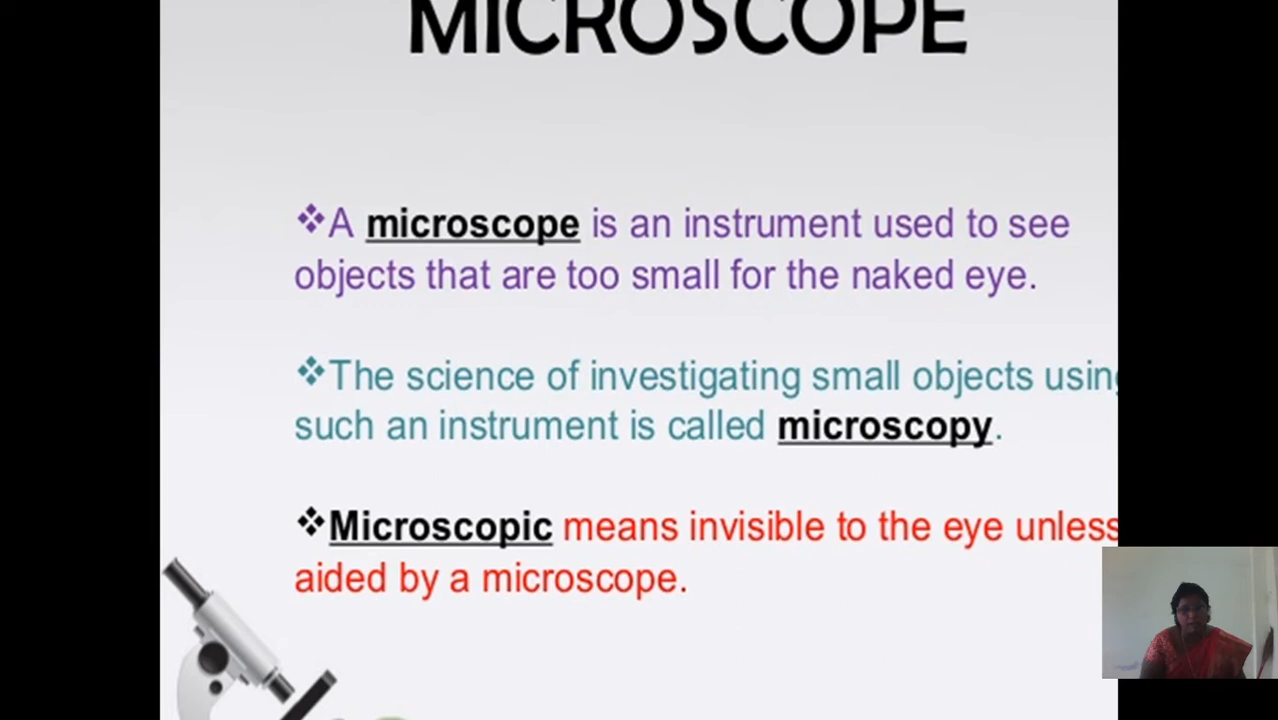 MICROSCOPE
❖A microscope is an instrument used to see
objects that are too small for the naked eye.
❖The science of investigating small objects using
such an instrument is called microscopy.
❖Microscopic means invisible to the eye unless
aided by a microscope.